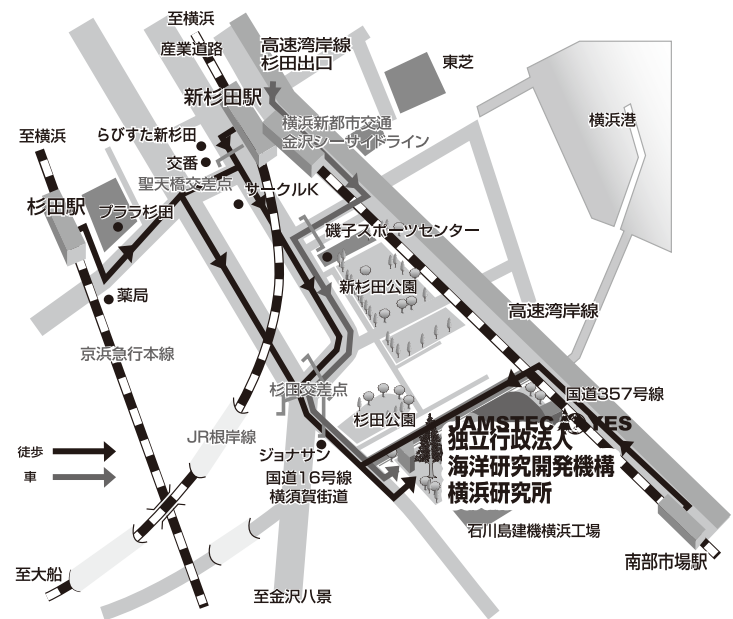 至横浜
産業道路
高速湾岸線
杉田出口
東芝
新杉田駅
横浜港
至横浜
らびすた新杉田
横浜新都市交通
金沢シーサイドライン
交番
聖天橋交差点
サークルK
杉田駅
プララ杉田
磯子スポーツセンター
新杉田公園
薬局
高速湾岸線
京浜急行本線
杉田交差点
国道357号線
杉田公園
JAMSTEC YES
独立行政法人
海洋研究開発機構
横浜研究所
JR根岸線
徒歩
車
ジョナサン
国道16号線
横須賀街道
石川島建機横浜工場
南部市場駅
至大船
至金沢八景